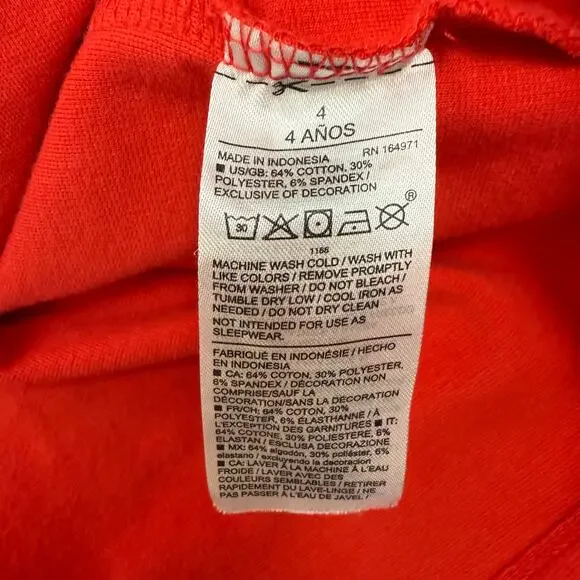 4
4 AÑOS
MADE IN INDONESIA RN 164971
■ US/GB: 64% COTTON, 30%
POLYESTER, 6% SPANDEX /
EXCLUSIVE OF DECORATION
30 ®
1166
MACHINE WASH COLD / WASH WITH
LIKE COLORS / REMOVE PROMPTLY
FROM WASHER / DO NOT BLEACH /
TUMBLE DRY LOW / COOL IRON AS
NEEDED / DO NOT DRY CLEAN
NOT INTENDED FOR USE AS
SLEEPWEAR.
FABRIQUÉ EN INDONÉSIE / HECHO
EN INDONESIA
■ CA: 64% COTON, 30% POLYESTER,
6% SPANDEX / DÉCORATION NON
COMPRISE/SAUF LA
DÉCORATION/SANS LA DÉCORATION
■ FR/CH: 64% COTON, 30%
POLYESTER, 6% ÉLASTHANNE / À
L'EXCEPTION DES GARNITURES ■ IT:
64% COTONE, 30% POLIESTERE, 6%
ELASTAN / ESCLUSA DECORAZIONE
■ MX: 64% algodón, 30% poliéster, 6%
elastano / excluyendo la decoracion
■ CA: LAVER À LA MACHINE À L'EAU
FROIDE / LAVER AVEC DES
COULEURS SEMBLABLES / RETIRER
RAPIDEMENT DU LAVE-LINGE / NE
PAS PASSER À L'EAU DE JAVEL /